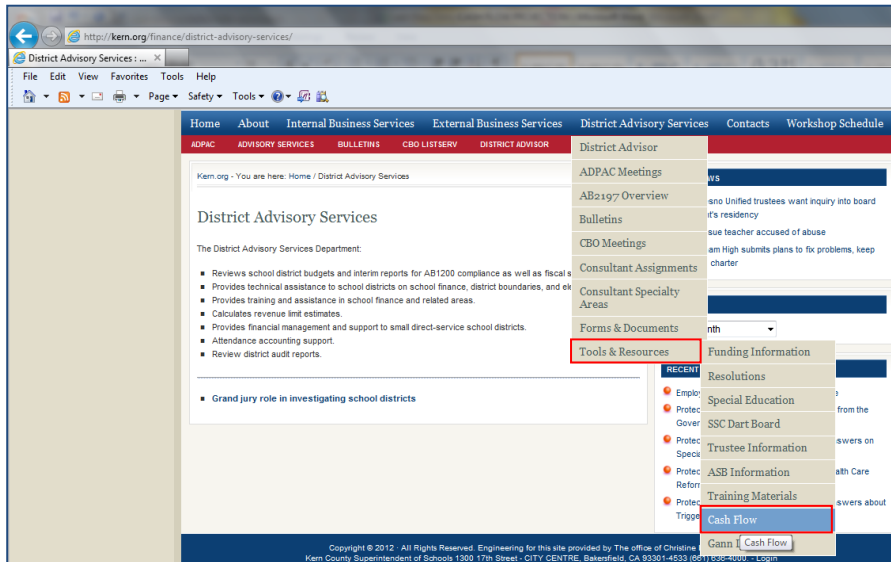 http://kern.org/finance/district-advisory-services/
District Advisory Services : ... ×
File Edit View Favorites Tools Help
Page Safety Tools
Home About Internal Business Services External Business Services District Advisory Services Contacts Workshop Schedule
ADPAC ADVISORY SERVICES BULLETINS CBO LISTSERV DISTRICT ADVISOR
Kern.org - You are here: Home / District Advisory Services
District Advisory Services
The District Advisory Services Department:
Reviews school district budgets and interim reports for AB1200 compliance as well as fiscal s
Provides technical assistance to school districts on school finance, district boundaries, and ele
Provides training and assistance in school finance and related areas.
Calculates revenue limit estimates.
Provides financial management and support to small direct-service school districts.
Attendance accounting support.
Review district audit reports.
Grand jury role in investigating school districts
District Advisor
ADPAC Meetings
AB2197 Overview
Bulletins
CBO Meetings
Consultant Assignments
Consultant Specialty
Areas
Forms & Documents
Tools & Resources
Funding Information
Resolutions
Special Education
SSC Dart Board
Trustee Information
ASB Information
Training Materials
Cash Flow
Gann
Cash Flow
ws
sno Unified trustees want inquiry into board
t's residency
sue teacher accused of abuse
am High submits plans to fix problems, keep
charter
nth
RECENT
Employ
Protec from the
Gover
Protec swers on
Specia
Protec alth Care
Reforn
Protec swers about
Trigge
Copyright © 2012 · All Rights Reserved. Engineering for this site provided by The office of Christine
Kern County Superintendent of Schools 1300 17th Street - CITY CENTRE, Bakersfield, CA 93301-4533 (661) 636-4000. - Login